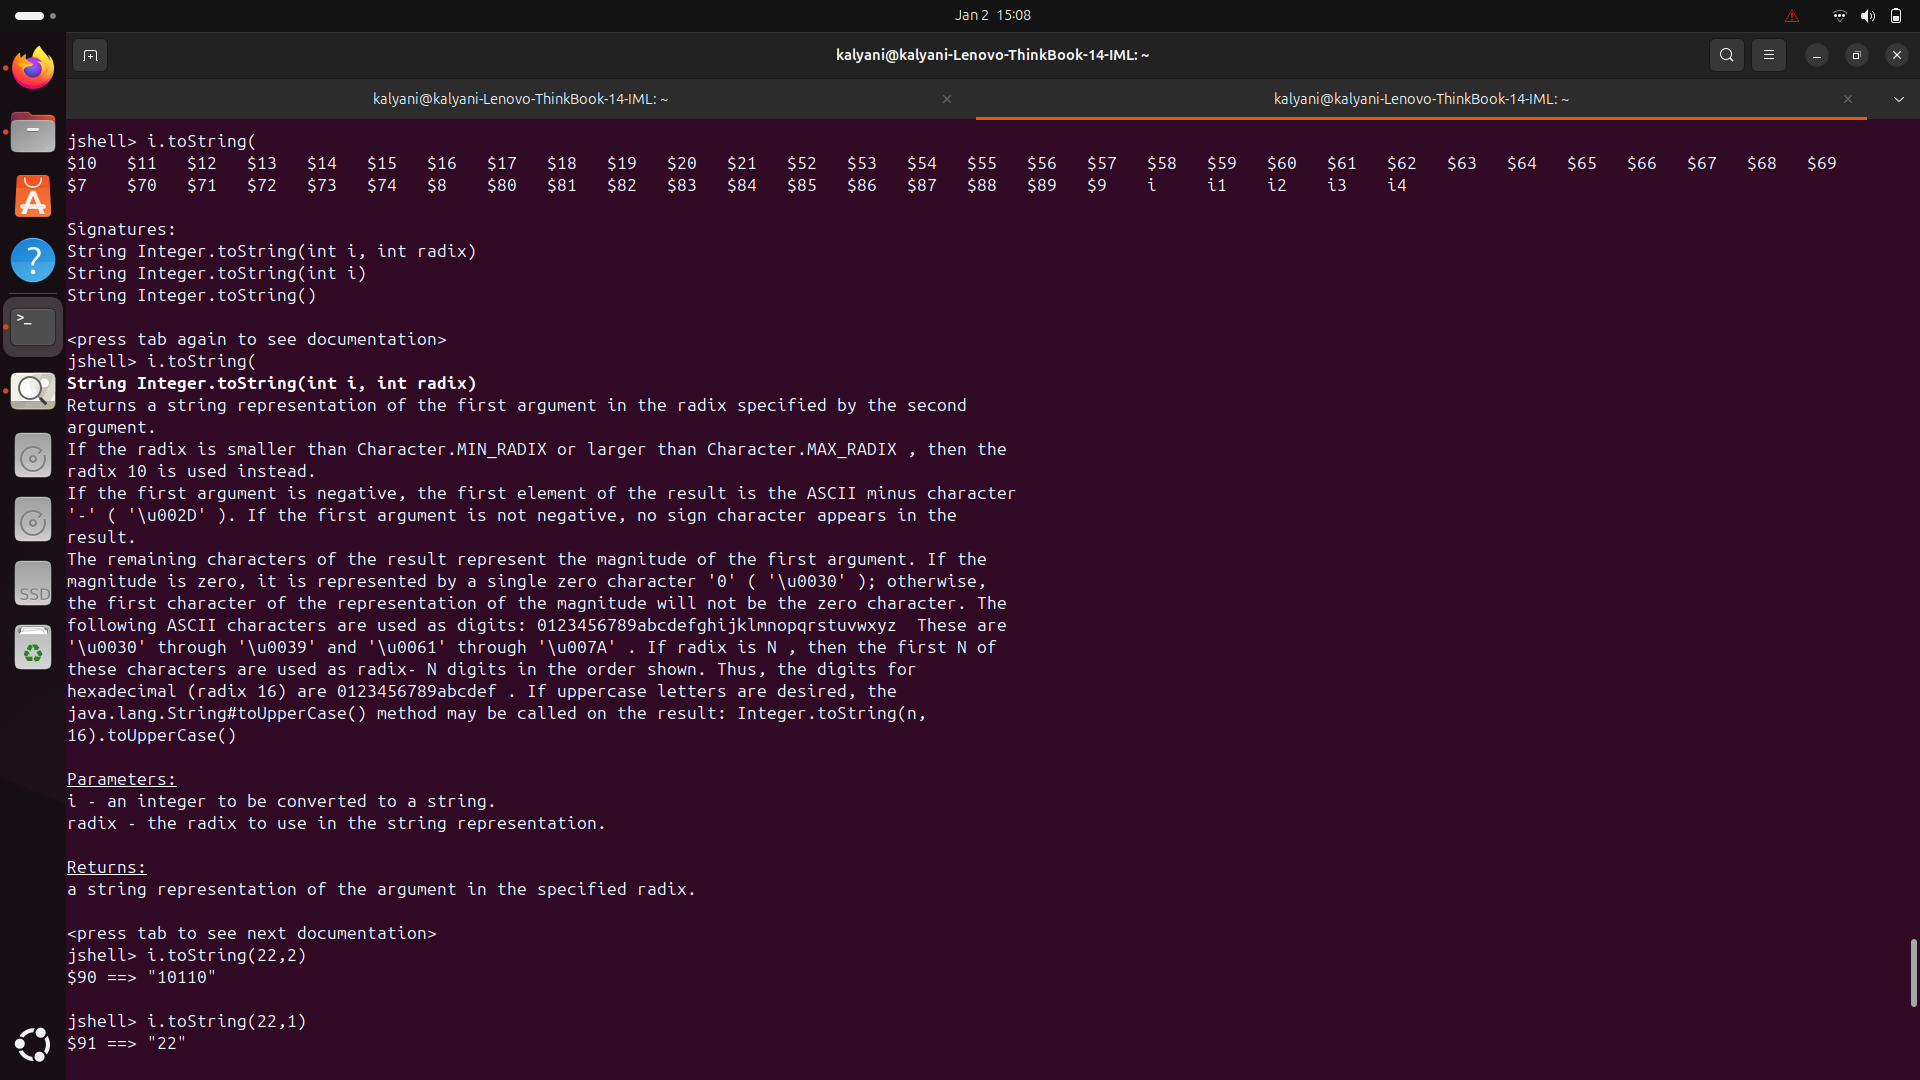 Jan 2 15:08
kalyani@kalyani-Lenovo-ThinkBook-14-IML: ~
kalyani@kalyani-Lenovo-ThinkBook-14-IML: ~
kalyani@kalyani-Lenovo-ThinkBook-14-IML: ~
jshell> i.toString(
$10 $11 $12 $13 $14 $15 $16 $17 $18 $19 $20 $21 $52 $53 $54 $55 $56 $57 $58 $59 $60 $61 $62 $63 $64 $65 $66 $67 $68 $69
$7 $70 $71 $72 $73 $74 $8 $80 $81 $82 $83 $84 $85 $86 $87 $88 $89 $9 i i1 i2 i3 i4
Signatures:
String Integer.toString(int i, int radix)
String Integer.toString(int i)
String Integer.toString()
<press tab again to see documentation>
jshell> i.toString(
String Integer.toString(int i, int radix)
Returns a string representation of the first argument in the radix specified by the second
argument.
If the radix is smaller than Character.MIN_RADIX or larger than Character.MAX_RADIX , then the
radix 10 is used instead.
If the first argument is negative, the first element of the result is the ASCII minus character
'-' ( '\u002D' ). If the first argument is not negative, no sign character appears in the
result.
The remaining characters of the result represent the magnitude of the first argument. If the
magnitude is zero, it is represented by a single zero character '0' ( '\u0030' ); otherwise,
the first character of the representation of the magnitude will not be the zero character. The
following ASCII characters are used as digits: 0123456789abcdefghijklmnopqrstuvwxyz  These are
'\u0030' through '\u0039' and '\u0061' through '\u007A' . If radix is N , then the first N of
these characters are used as radix- N digits in the order shown. Thus, the digits for
hexadecimal (radix 16) are 0123456789abcdef . If uppercase letters are desired, the
java.lang.String#toUpperCase() method may be called on the result: Integer.toString(n,
16).toUpperCase()
Parameters:
i - an integer to be converted to a string.
radix - the radix to use in the string representation.
Returns:
a string representation of the argument in the specified radix.
<press tab to see next documentation>
jshell> i.toString(22,2)
$90 ==> "10110"
jshell> i.toString(22,1)
$91 ==> "22"
SSD